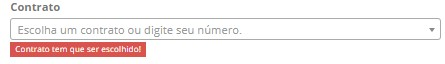 Contrato
Escolha um contrato ou digite seu número.
Contrato tem que ser escolhido!